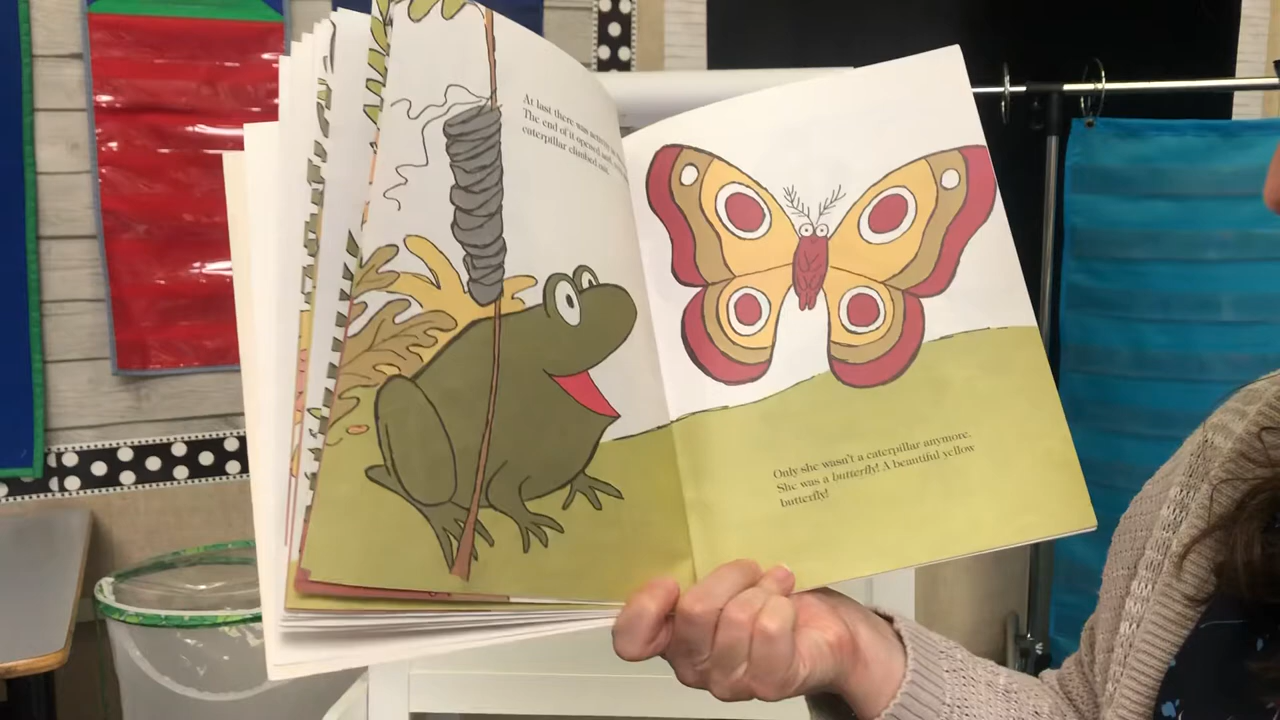 At last there was activity
The end of it opened and
caterpillar climbed out.
Only she wasn't a caterpillar anymore.
She was a butterfly! A beautiful yellow
butterfly!